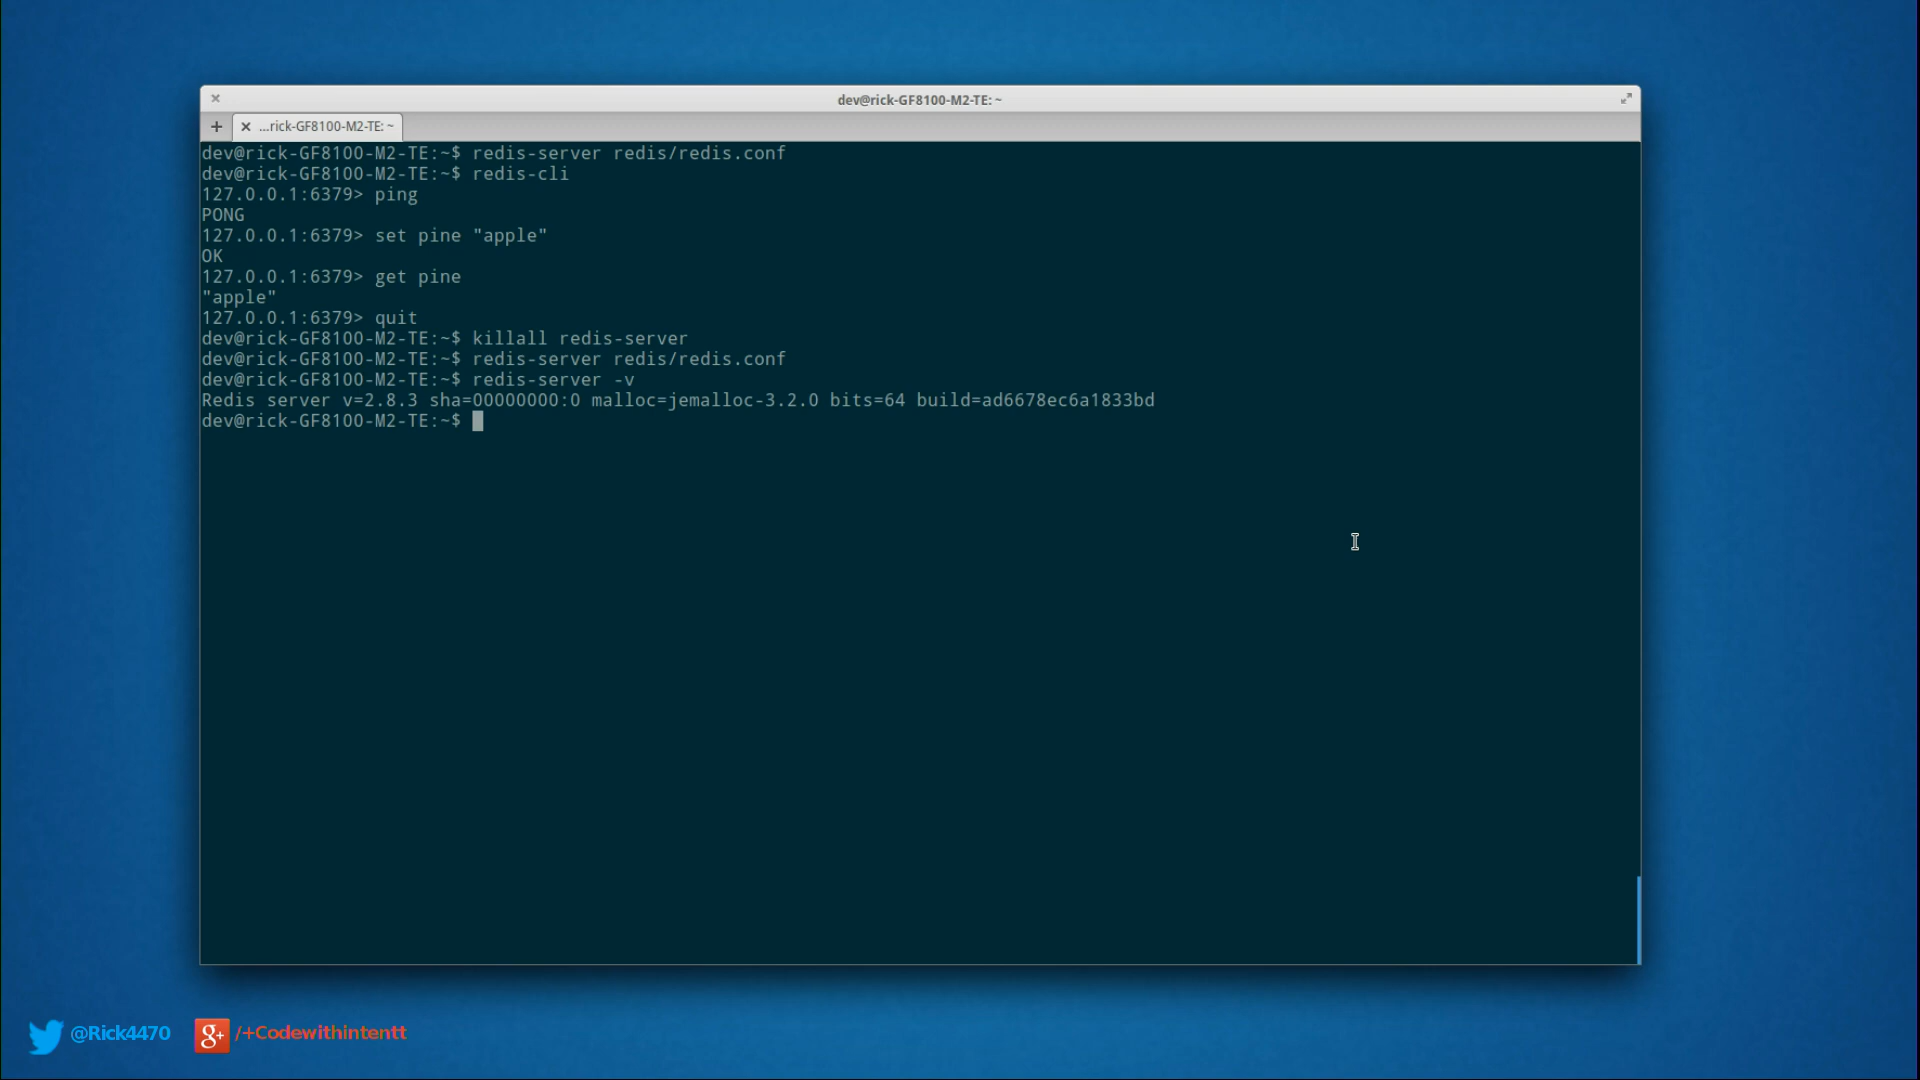 dev@rick-GF8100-M2-TE: ~
...rick-GF8100-M2-TE: ~
dev@rick-GF8100-M2-TE:~$ redis-server redis/redis.conf
dev@rick-GF8100-M2-TE:~$ redis-cli
127.0.0.1:6379> ping
PONG
127.0.0.1:6379> set pine "apple"
OK
127.0.0.1:6379> get pine
"apple"
127.0.0.1:6379> quit
dev@rick-GF8100-M2-TE:~$ killall redis-server
dev@rick-GF8100-M2-TE:~$ redis-server redis/redis.conf
dev@rick-GF8100-M2-TE:~$ redis-server -v
Redis server v=2.8.3 sha=00000000:0 malloc=jemalloc-3.2.0 bits=64 build=ad6678ec6a1833bd
dev@rick-GF8100-M2-TE:~$
@Rick4470 g+ /+Codewithintentt